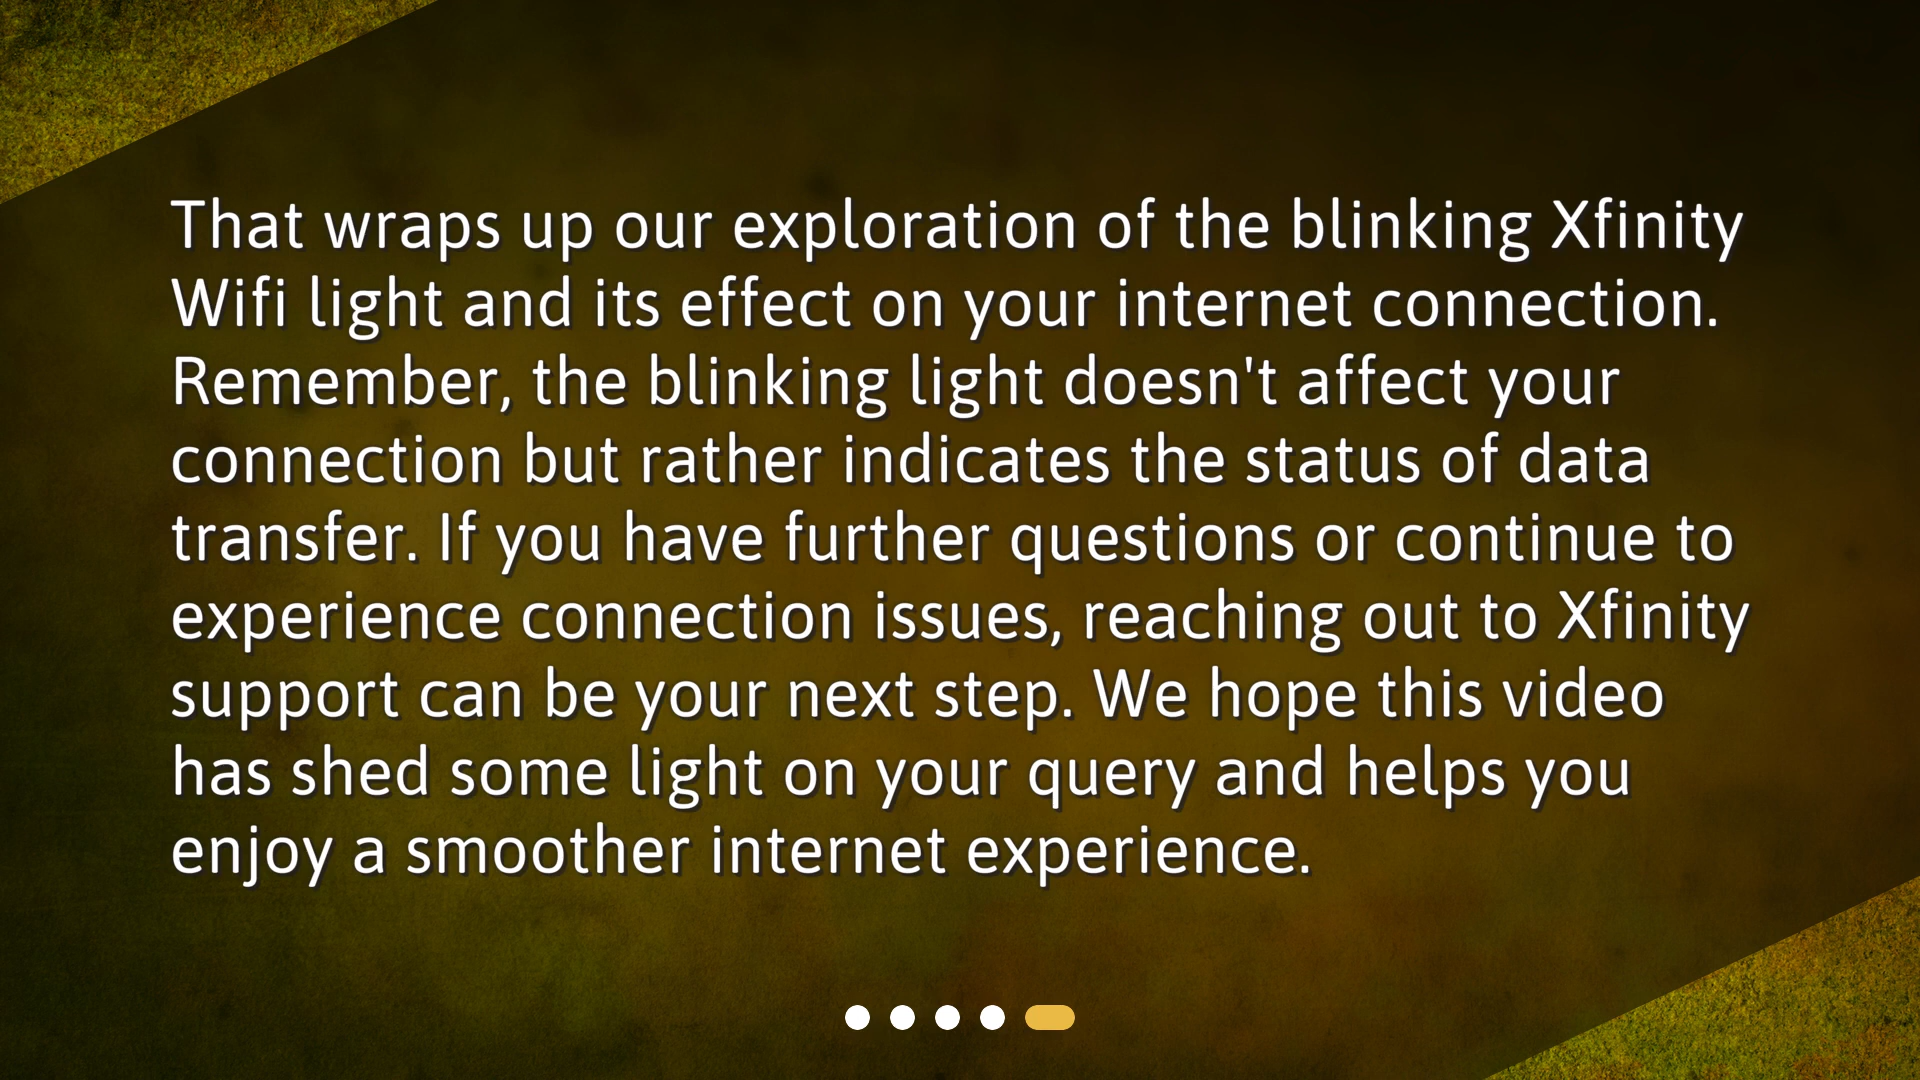 That wraps up our exploration of the blinking Xfinity
Wifi light and its effect on your internet connection.
Remember, the blinking light doesn't affect your
connection but rather indicates the status of data
transfer. If you have further questions or continue to
experience connection issues, reaching out to Xfinity
support can be your next step. We hope this video
has shed some light on your query and helps you
enjoy a smoother internet experience.